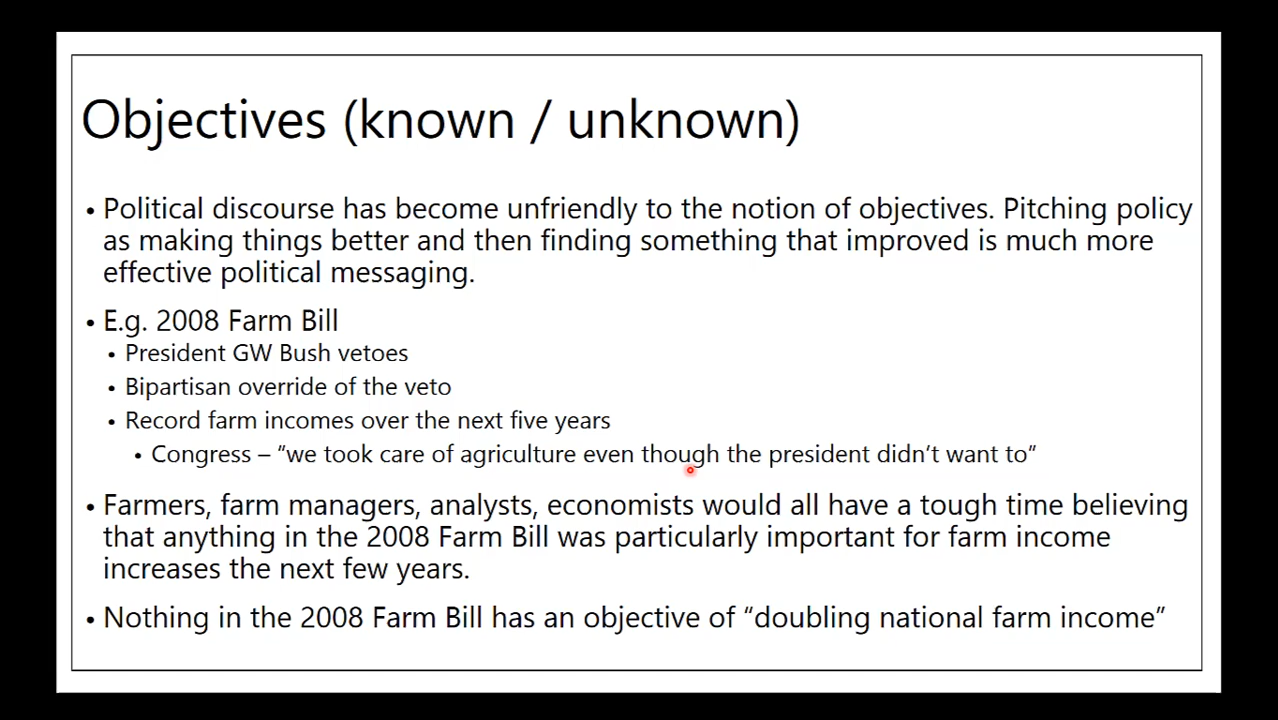 Objectives (known / unknown)
• Political discourse has become unfriendly to the notion of objectives. Pitching policy
as making things better and then finding something that improved is much more
effective political messaging.
• E.g. 2008 Farm Bill
• President GW Bush vetoes
• Bipartisan override of the veto
• Record farm incomes over the next five years
• Congress – “we took care of agriculture even though the president didn’t want to”
• Farmers, farm managers, analysts, economists would all have a tough time believing
that anything in the 2008 Farm Bill was particularly important for farm income
increases the next few years.
• Nothing in the 2008 Farm Bill has an objective of “doubling national farm income”